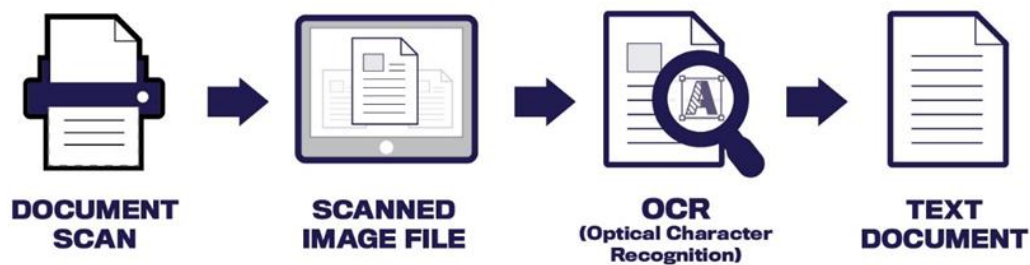 DOCUMENT
SCAN
SCANNED
IMAGE FILE
OCR
(Optical Character
Recognition)
A
TEXT
DOCUMENT